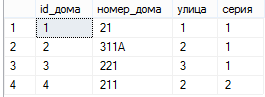 id_дома номер_дома улица серия
1 1 21 1 1
2 2 311А 2 1
3 3 221 3 1
4 4 211 2 2